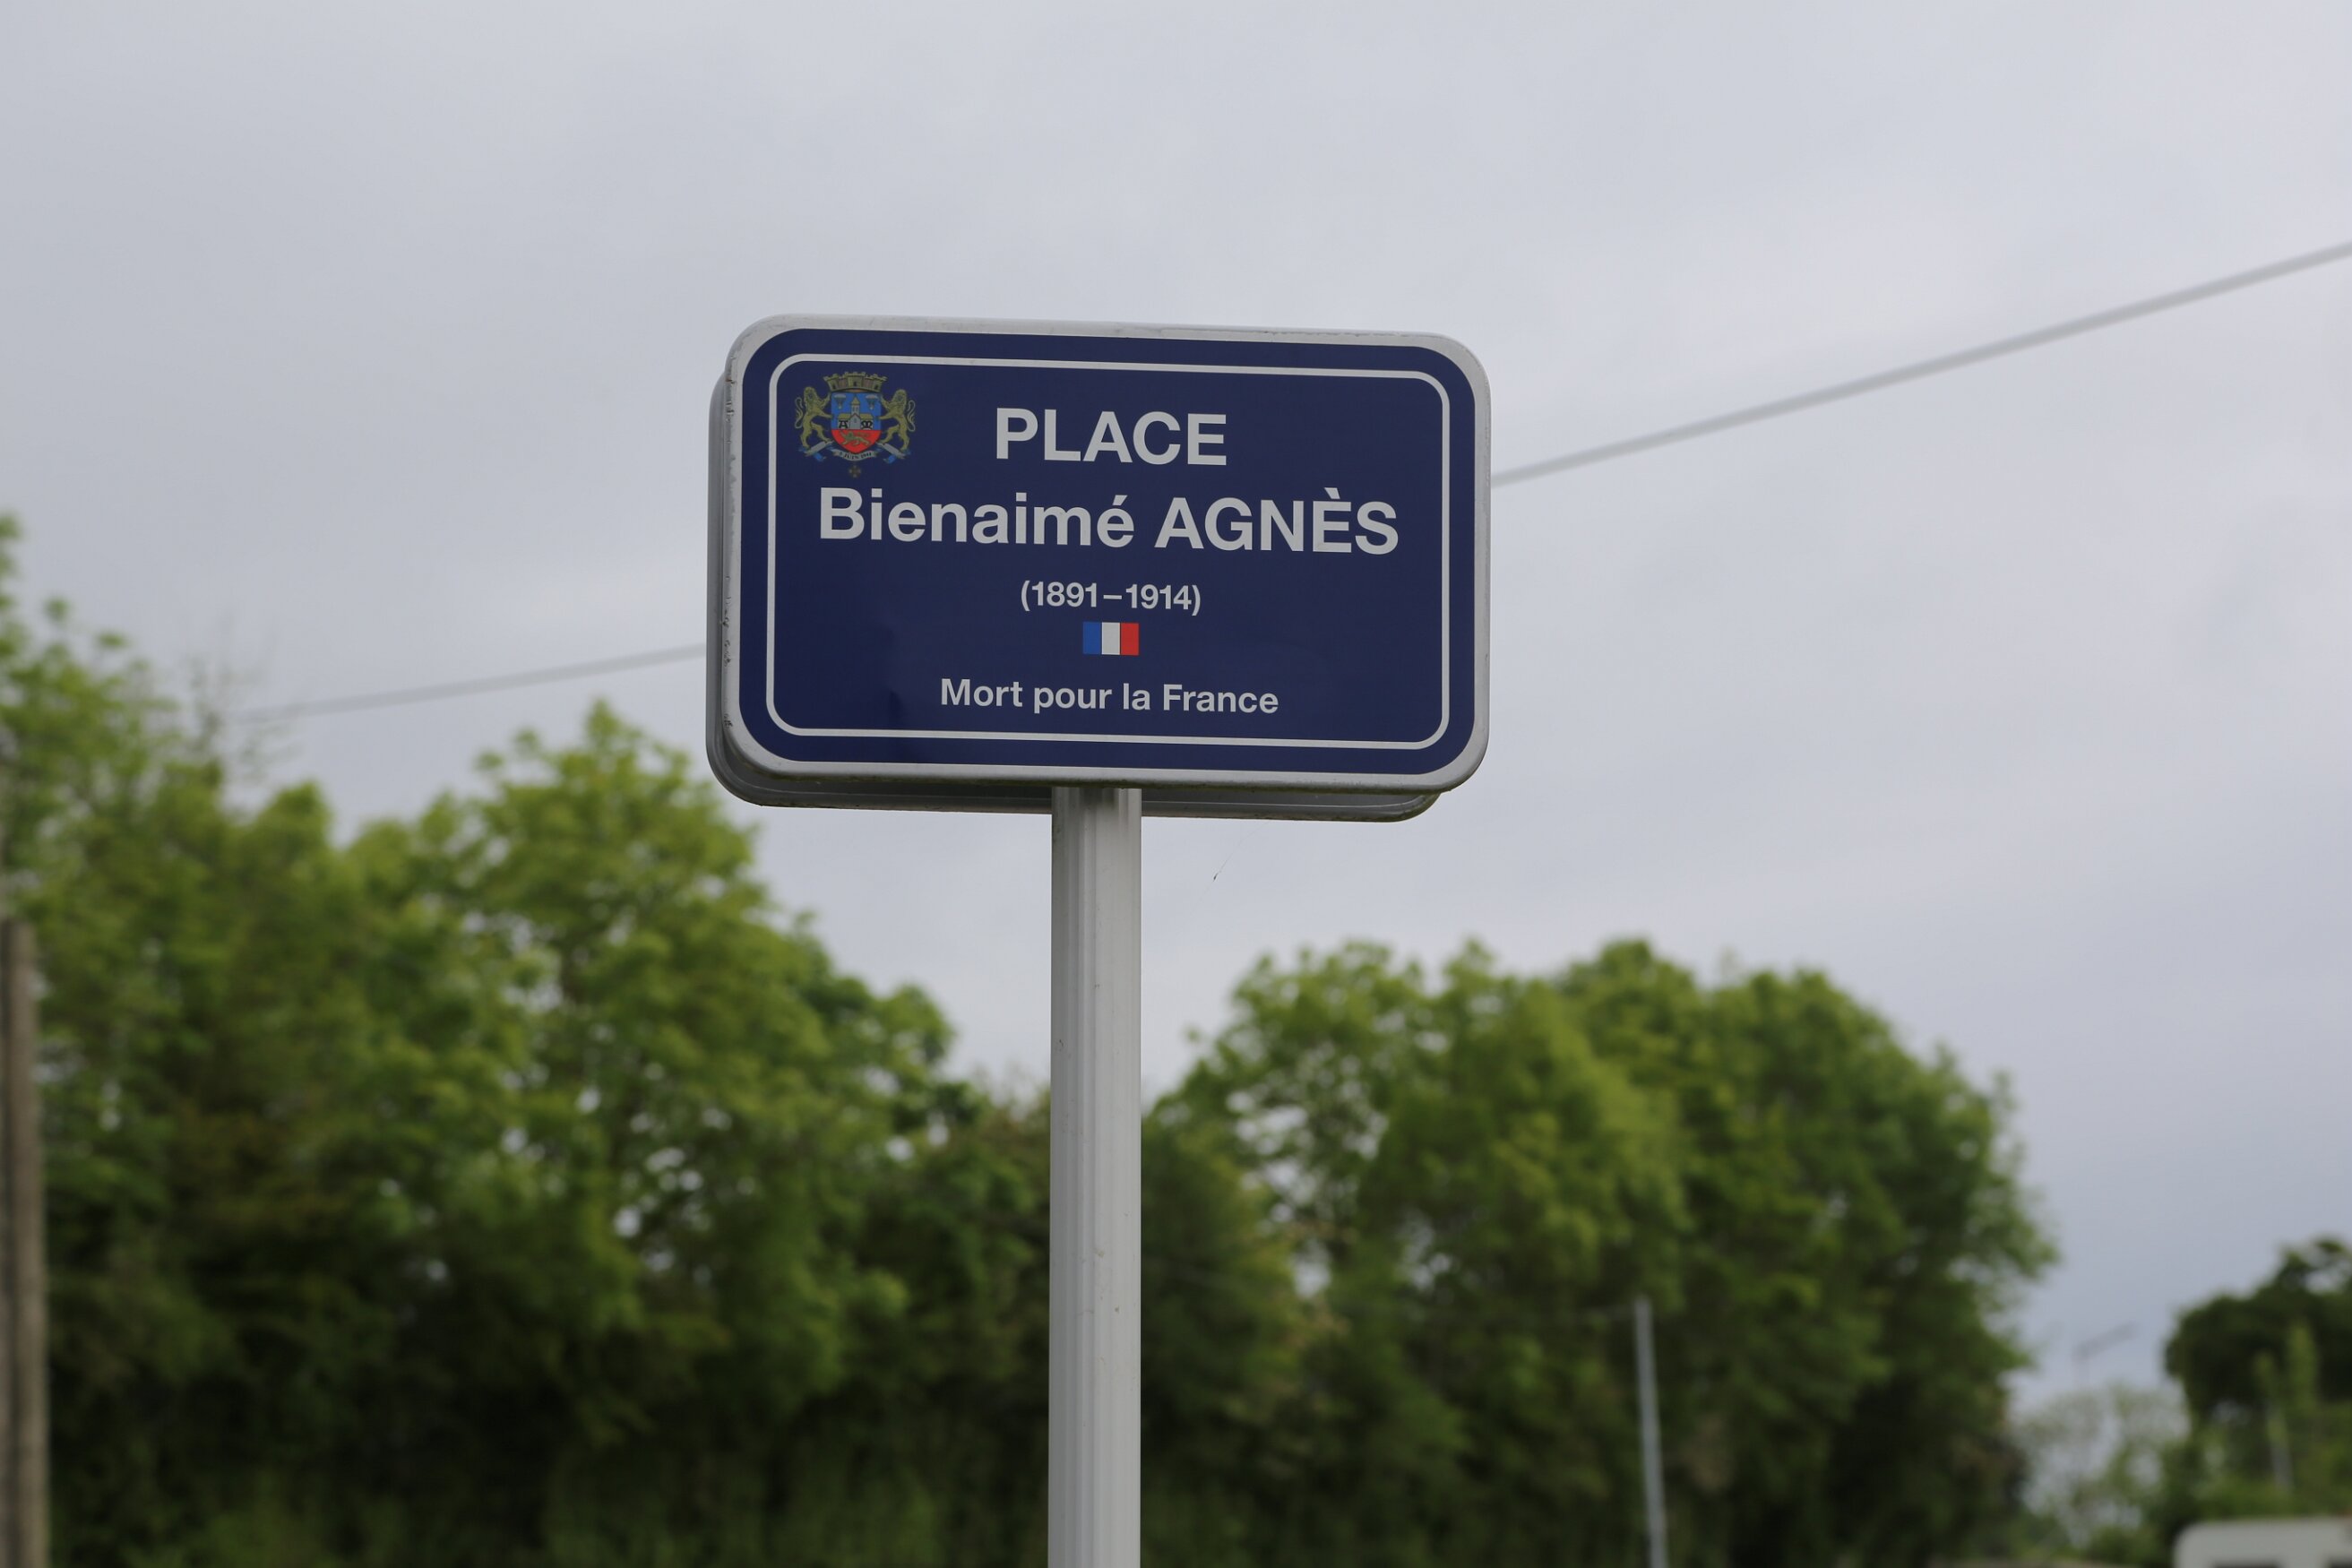 PLACE
Bienaimé AGNÈS
(1891–1914)
Mort pour la France